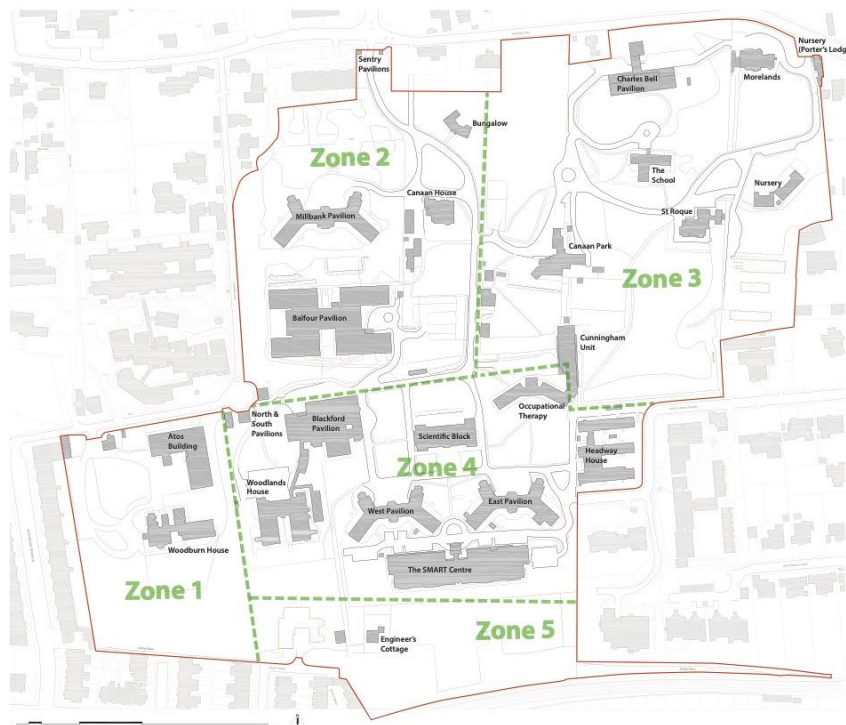 Sentry
Pavilions
Nursery
(Porter's Lodg
Charles Bell
Pavilion
Morelands
Bungalow
Zone 2
The
School
Nursery
Canaan House
Millbank Pavilion
St Roque
Canaan Park
Zone 3
Balfour Pavilion
Cunningham
Unit
North &
South
Pavilions
Blackford
Pavilion
Occupational
Therapy
Atos
Building
Scientific Block
Headway
House
Zone 4
Woodlands
House
West Pavilion
East Pavilion
Woodburn House
The SMART Centre
Zone 1
Zone 5
Engineer's
Cottage